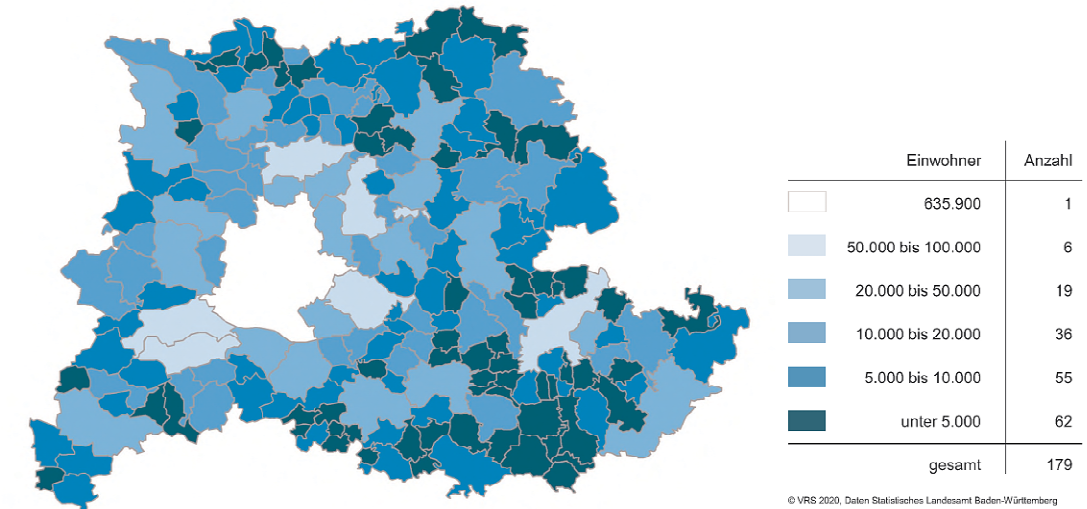 Einwohner Anzahl
635.900 1
50.000 bis 100.000 6
20.000 bis 50.000 19
10.000 bis 20.000 36
5.000 bis 10.000 55
unter 5.000 62
gesamt 179
© VRS 2020, Daten Statistisches Landesamt Baden-Württemberg